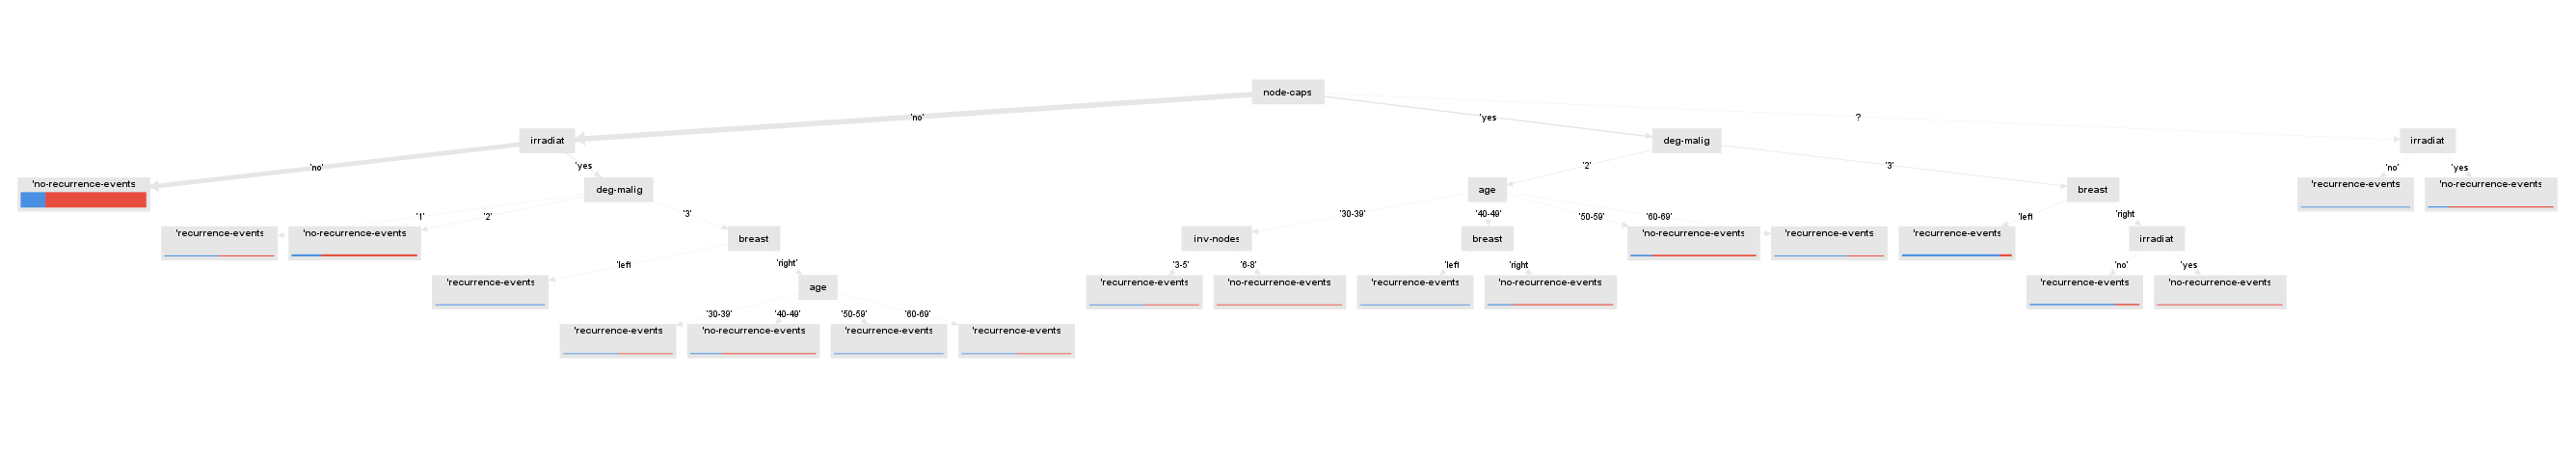 node-caps
'no'
'yes
?
irradiat
deg-malig
irradiat
'no'
'yes
'2'
'3'
'no'
'yes
'no-recurrence-events
deg-malig
age
breast
'recurrence-events
'no-recurrence-events
'1'
'2'
'3'
'30-39'
'40-49'
'50-59'
'60-69'
'left
'right
'recurrence-events
'no-recurrence-events
breast
inv-nodes
breast
'no-recurrence-events
'recurrence-events
'recurrence-events
irradiat
'left
'right'
'3-5'
'6-8'
'left
'right
'no'
'yes
'recurrence-events
age
'recurrence-events
'no-recurrence-events
'recurrence-events
'no-recurrence-events
'recurrence-events
'no-recurrence-events
'30-39'
'40-49'
'50-59'
'60-69'
'recurrence-events
'no-recurrence-events
'recurrence-events
'recurrence-events